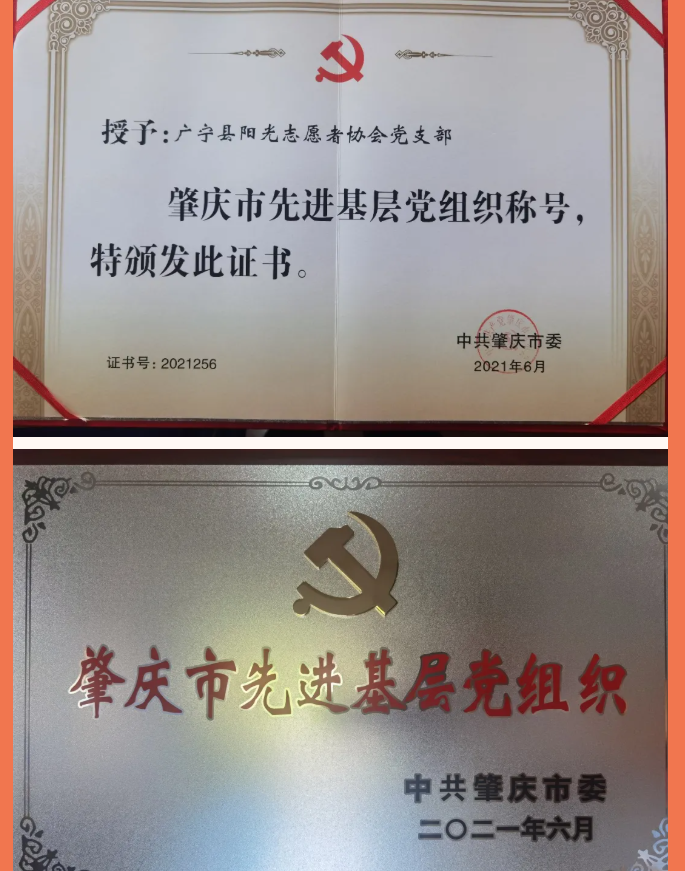 授予:广宁县阳光志愿者协会党支部
肇庆市先进基层党组织称号，
特颁发此证书。
中共肇庆市委
证书号: 2021256
2021年6月
肇庆市先进基层党组织
中共肇庆市委
二〇二一年六月